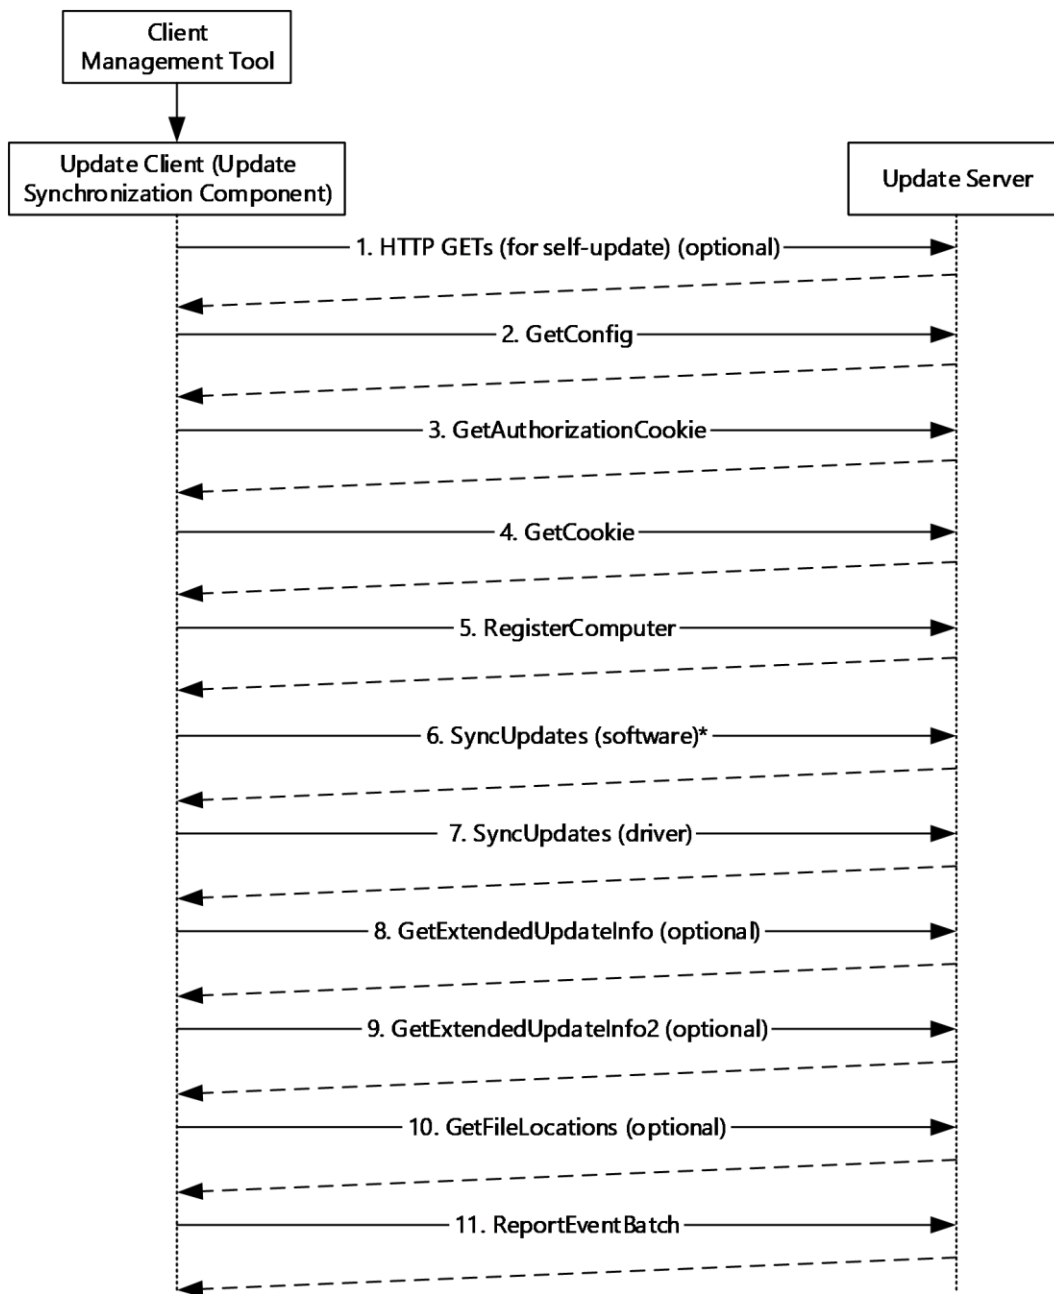 Client
Management Tool
Update Client (Update
Synchronization Component)
Update Server
1. HTTP GETs (for self-update) (optional)
2. GetConfig
3. GetAuthorizationCookie
4. GetCookie
5. RegisterComputer
6. SyncUpdates (software)*
7. SyncUpdates (driver)
8. GetExtendedUpdateInfo (optional)
9. GetExtendedUpdateInfo2 (optional)
10. GetFileLocations (optional)
11. ReportEventBatch